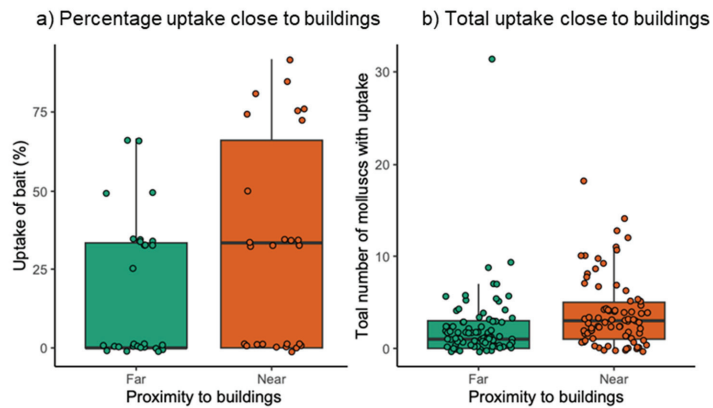 a) Percentage uptake close to buildings
b) Total uptake close to buildings
Uptake of bait (%)
75
50
25
0
Far
Near
Proximity to buildings
Toal number of molluscs with uptake
30
20
10
0
Far
Near
Proximity to buildings